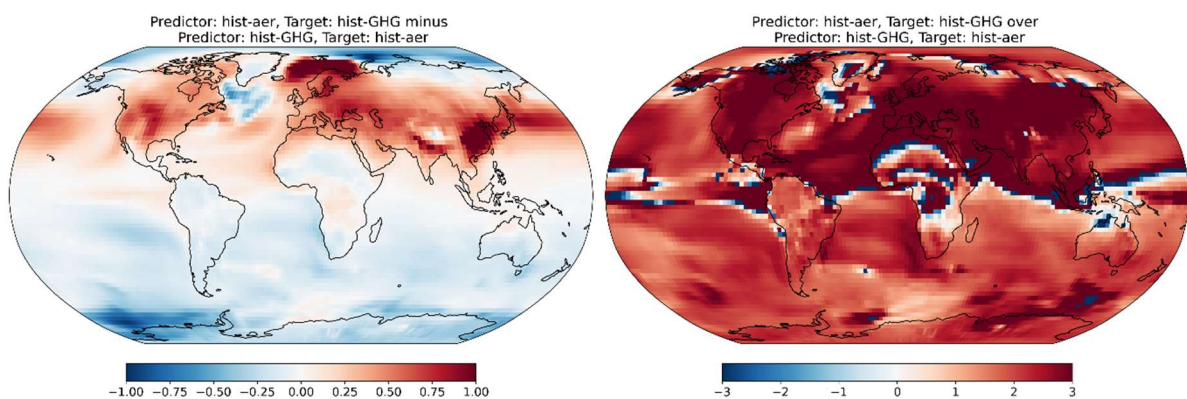 Predictor: hist-aer, Target: hist-GHG minus
Predictor: hist-GHG, Target: hist-aer
Predictor: hist-aer, Target: hist-GHG over
Predictor: hist-GHG, Target: hist-aer
−1.00 −0.75 −0.50 −0.25 0.00 0.25 0.50 0.75 1.00
−3 −2 −1 0 1 2 3